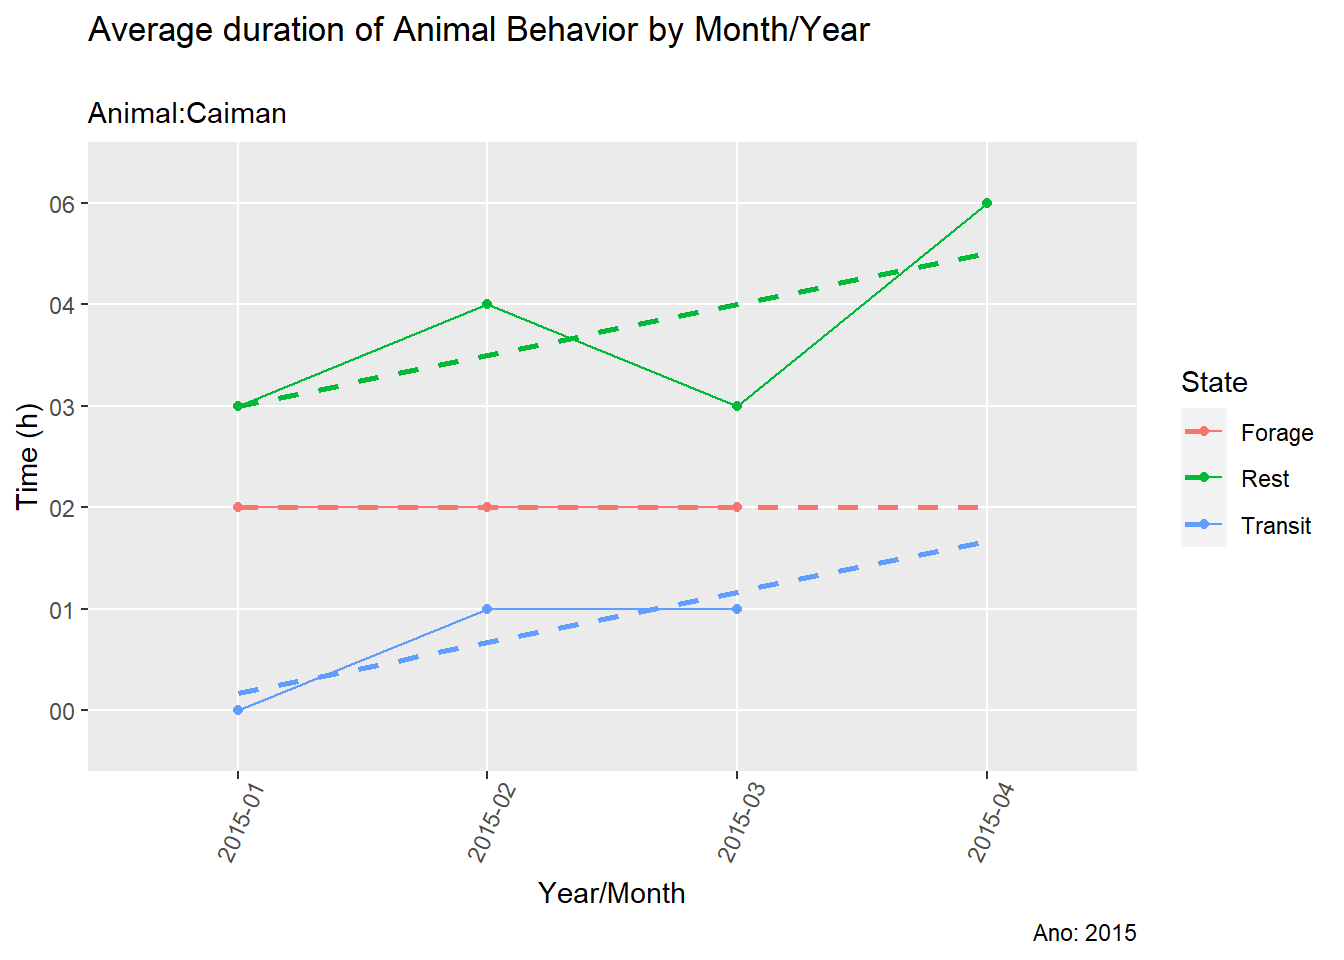 Average duration of Animal Behavior by Month/Year
Animal:Caiman
06
04
03
02
01
00
Time (h)
2015-01
2015-02
2015-03
2015-04
Year/Month
State
Forage
Rest
Transit
Ano: 2015